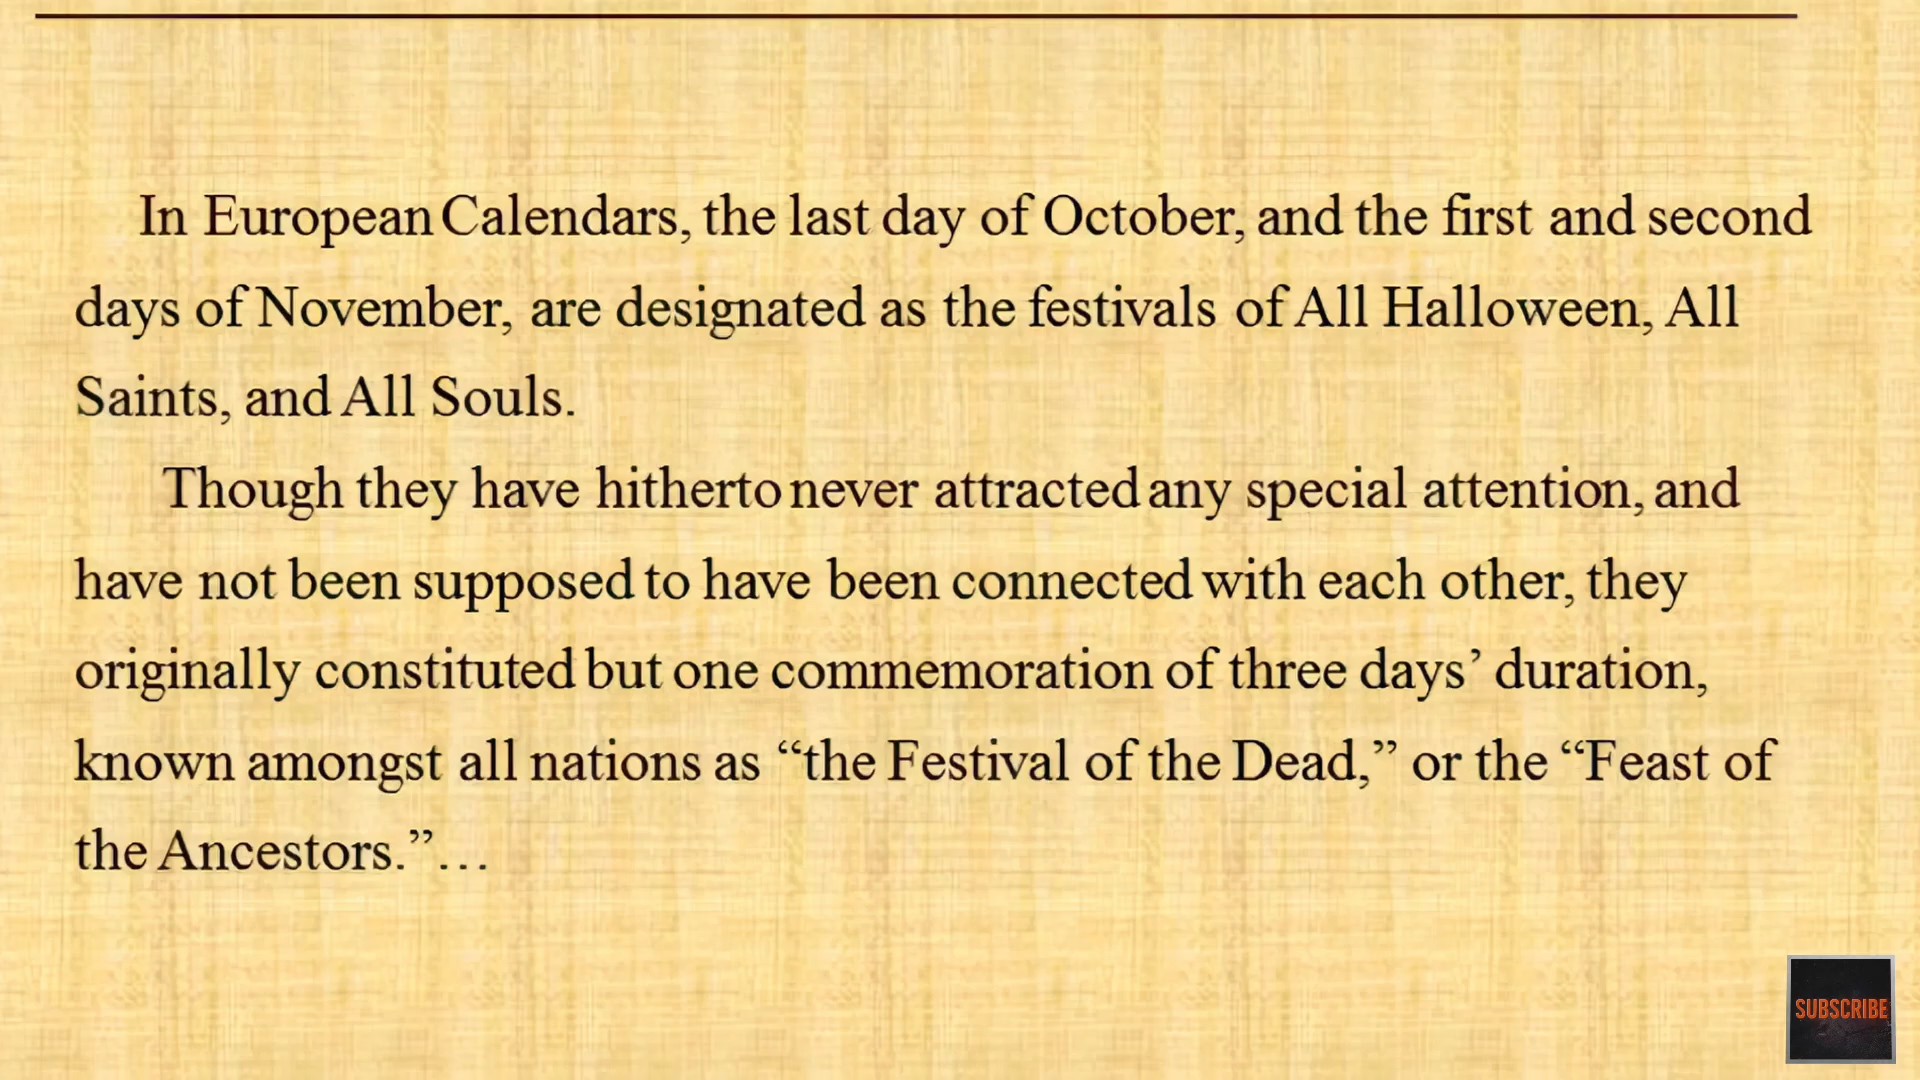 In European Calendars, the last day of October, and the first and second
days of November, are designated as the festivals of All Halloween, All
Saints, and All Souls.
Though they have hitherto never attracted any special attention, and
have not been supposed to have been connected with each other, they
originally constituted but one commemoration of three days’ duration,
known amongst all nations as “the Festival of the Dead,” or the “Feast of
the Ancestors.”…
SUBSCRIBE